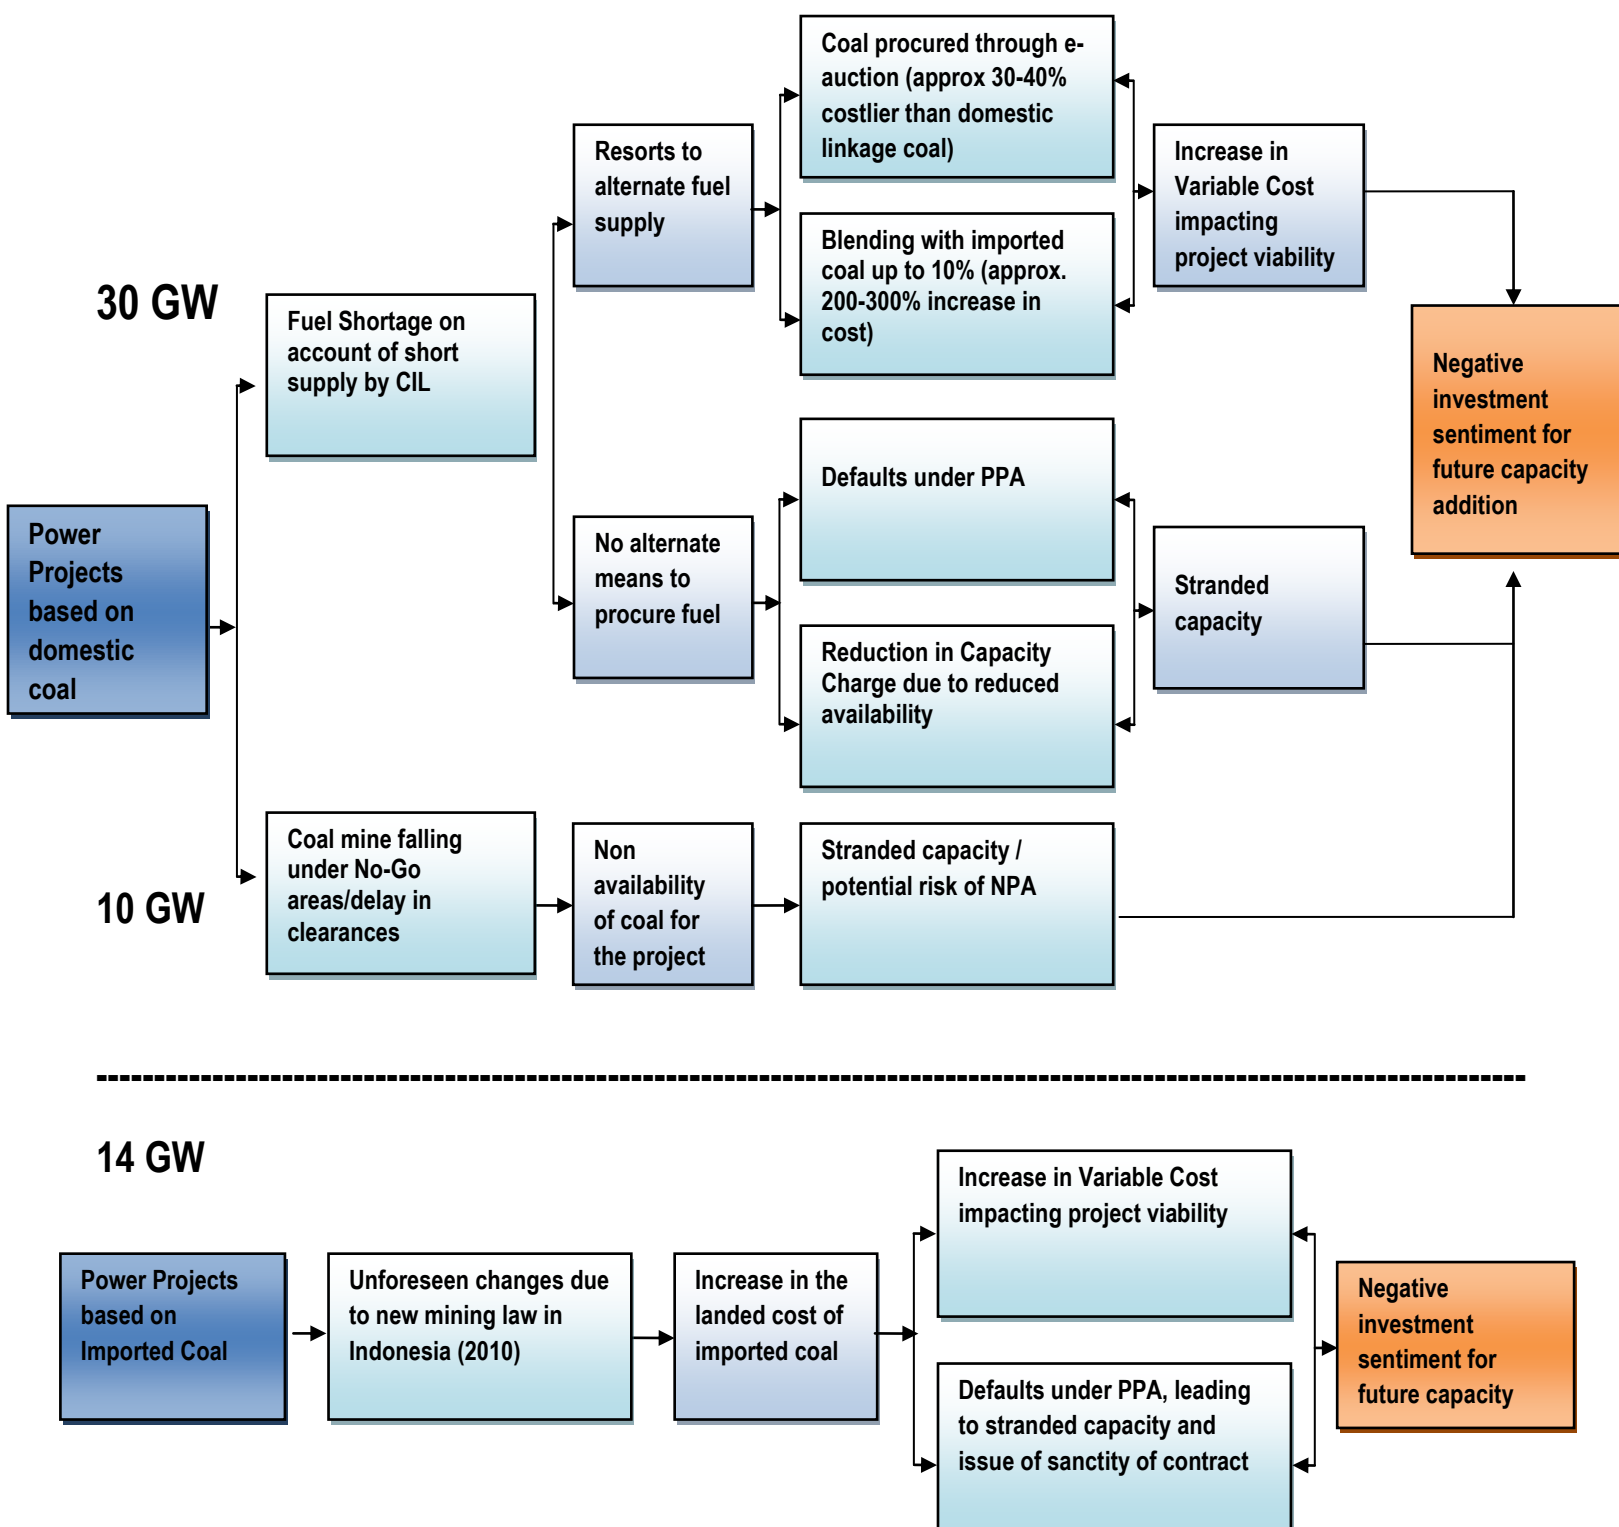 Coal procured through e-
auction (approx 30-40%
costlier than domestic
linkage coal)
Resorts to
alternate fuel
supply
Increase in
Variable Cost
impacting
project viability
Blending with imported
coal up to 10% (approx.
200-300% increase in
cost)
30 GW
Fuel Shortage on
account of short
supply by CIL
Negative
investment
sentiment for
future capacity
addition
Defaults under PPA
Power
Projects
based on
domestic
coal
No alternate
means to
procure fuel
Stranded
capacity
Reduction in Capacity
Charge due to reduced
availability
10 GW
Coal mine falling
under No-Go
areas/delay in
clearances
Non
availability
of coal for
the project
Stranded capacity /
potential risk of NPA
14 GW
Power Projects
based on
Imported Coal
Unforeseen changes due
to new mining law in
Indonesia (2010)
Increase in the
landed cost of
imported coal
Increase in Variable Cost
impacting project viability
Defaults under PPA, leading
to stranded capacity and
issue of sanctity of contract
Negative
investment
sentiment for
future capacity